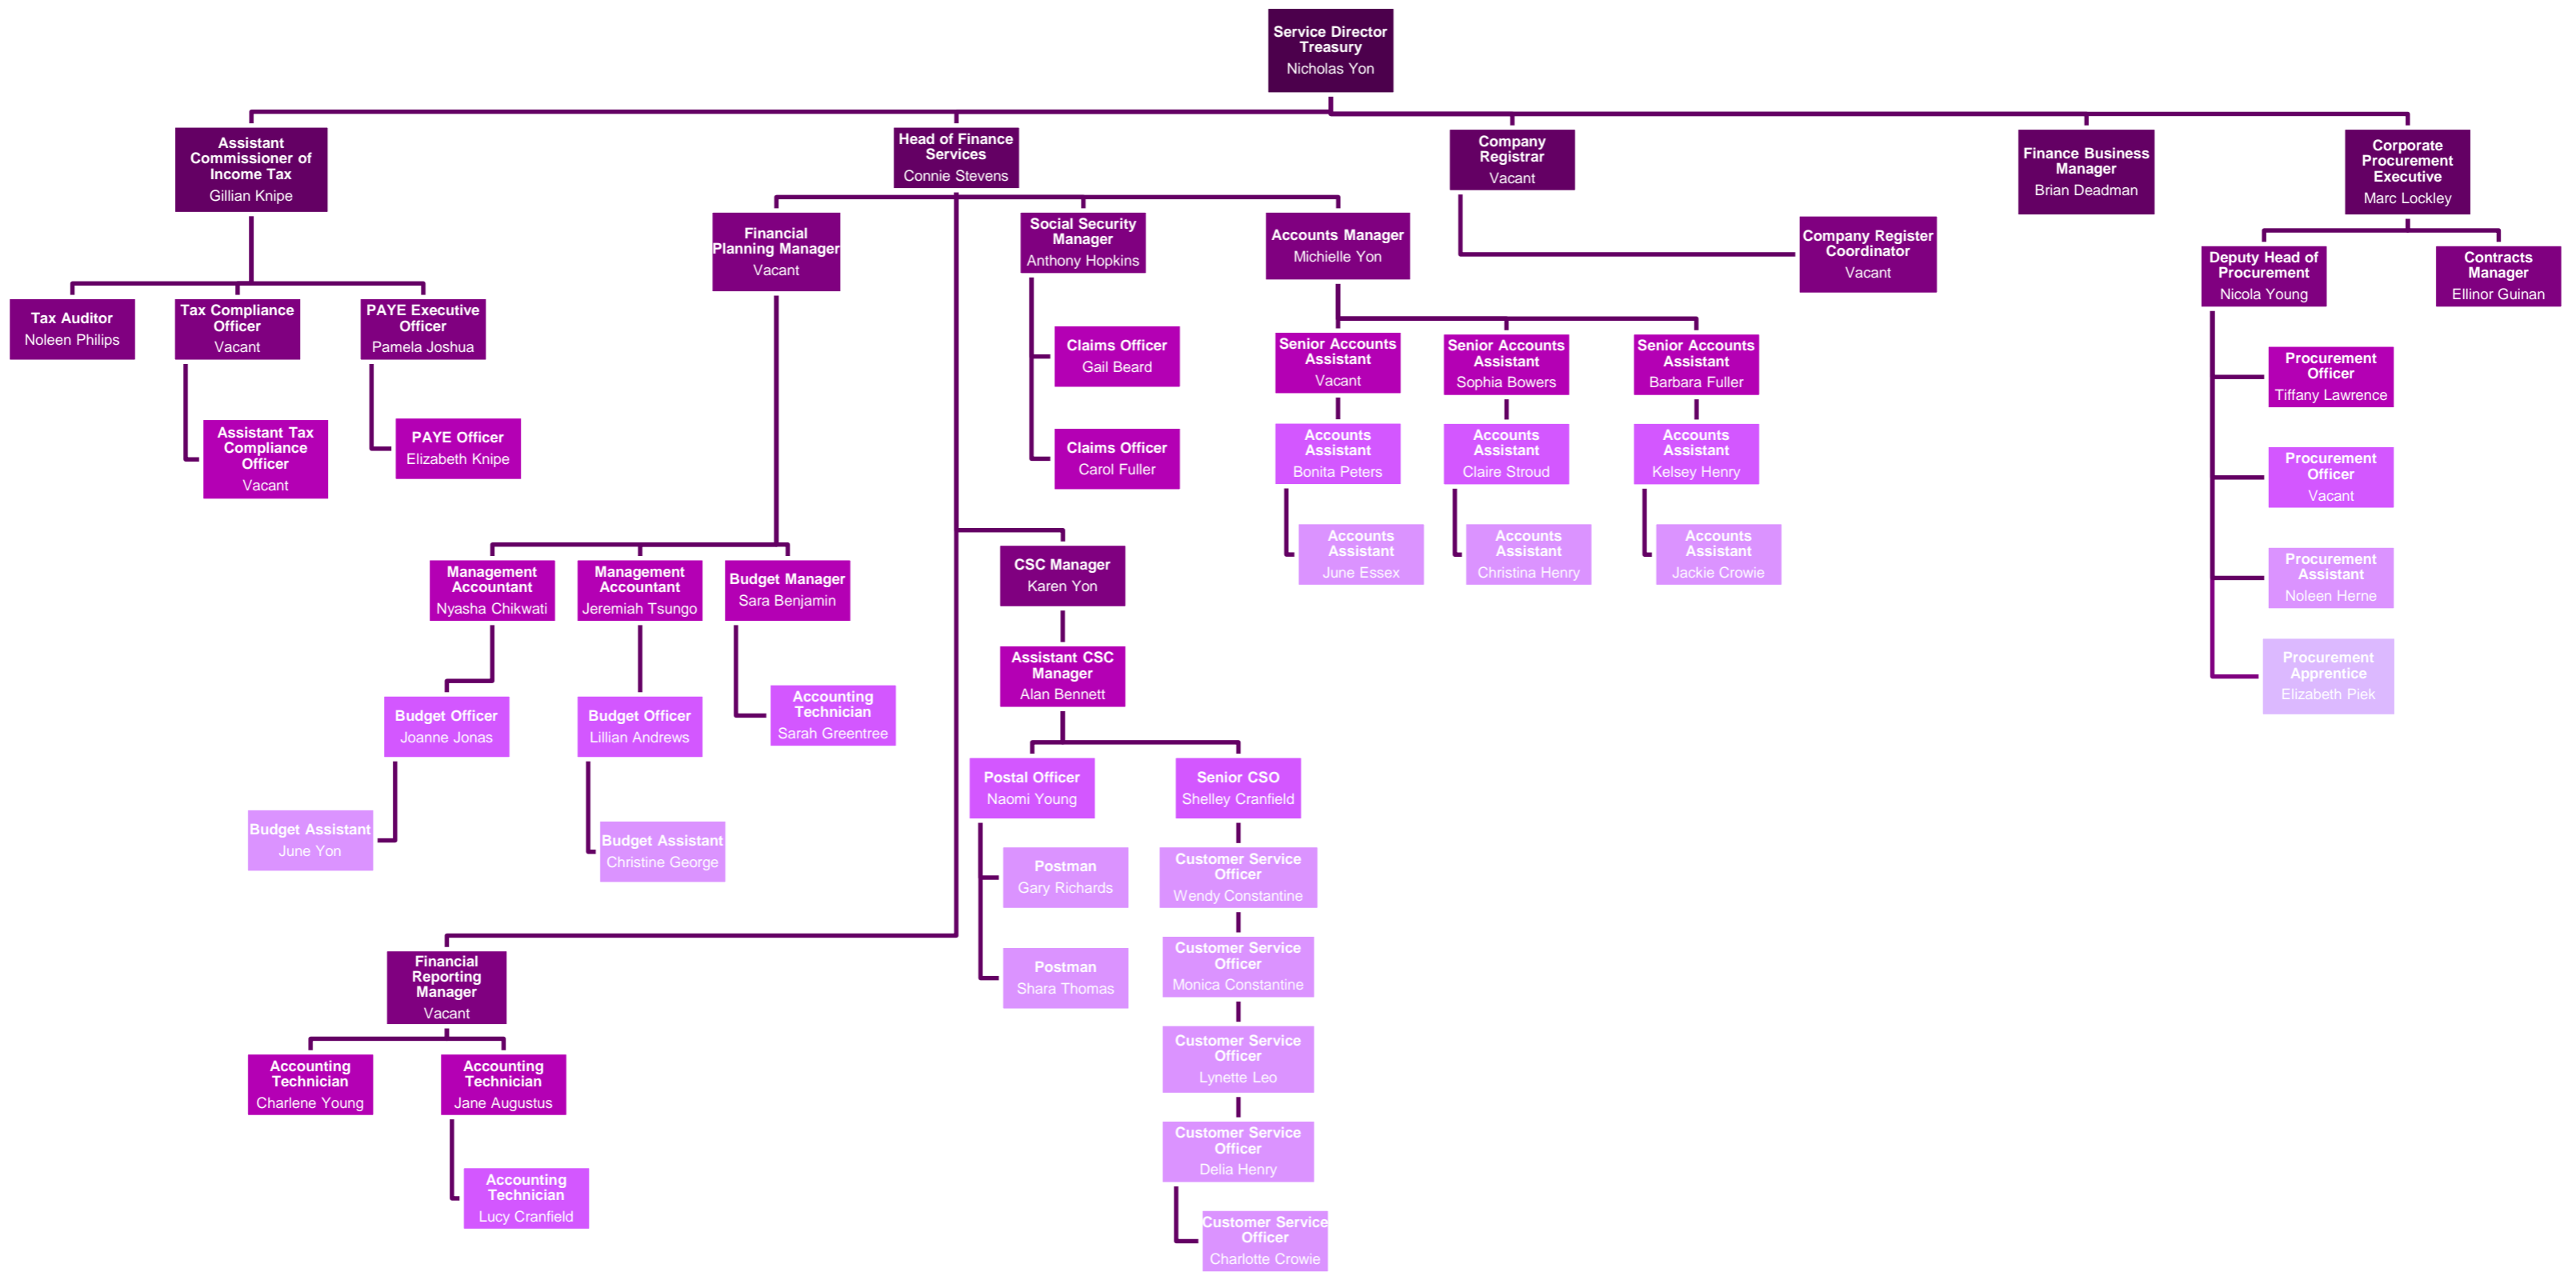 Service Director
Treasury
Nicholas Yon
Assistant
Commissioner of
Income Tax
Gillian Knipe
Head of Finance
Services
Connie Stevens
Company
Registrar
Vacant
Finance Business
Manager
Brian Deadman
Corporate
Procurement
Executive
Marc Lockley
Financial
Planning Manager
Vacant
Social Security
Manager
Anthony Hopkins
Accounts Manager
Michielle Yon
Company Register
Coordinator
Vacant
Deputy Head of
Procurement
Nicola Young
Contracts
Manager
Ellinor Guinan
Tax Auditor
Noleen Philips
Tax Compliance
Officer
Vacant
PAYE Executive
Officer
Pamela Joshua
Claims Officer
Gail Beard
Senior Accounts
Assistant
Vacant
Senior Accounts
Assistant
Sophia Bowers
Senior Accounts
Assistant
Barbara Fuller
Procurement
Officer
Tiffany Lawrence
Assistant Tax
Compliance
Officer
Vacant
PAYE Officer
Elizabeth Knipe
Claims Officer
Carol Fuller
Accounts
Assistant
Bonita Peters
Accounts
Assistant
Claire Stroud
Accounts
Assistant
Kelsey Henry
Procurement
Officer
Vacant
Accounts
Assistant
June Essex
Accounts
Assistant
Christina Henry
Accounts
Assistant
Jackie Crowie
Procurement
Assistant
Noleen Herne
Management
Accountant
Nyasha Chikwati
Management
Accountant
Jeremiah Tsungo
Budget Manager
Sara Benjamin
CSC Manager
Karen Yon
Assistant CSC
Manager
Alan Bennett
Procurement
Apprentice
Elizabeth Piek
Budget Officer
Joanne Jonas
Budget Officer
Lillian Andrews
Accounting
Technician
Sarah Greentree
Postal Officer
Naomi Young
Senior CSO
Shelley Cranfield
Budget Assistant
June Yon
Budget Assistant
Christine George
Postman
Gary Richards
Customer Service
Officer
Wendy Constantine
Financial
Reporting
Manager
Vacant
Postman
Shara Thomas
Customer Service
Officer
Monica Constantine
Accounting
Technician
Charlene Young
Accounting
Technician
Jane Augustus
Customer Service
Officer
Lynette Leo
Customer Service
Officer
Delia Henry
Accounting
Technician
Lucy Cranfield
Customer Service
Officer
Charlotte Crowie